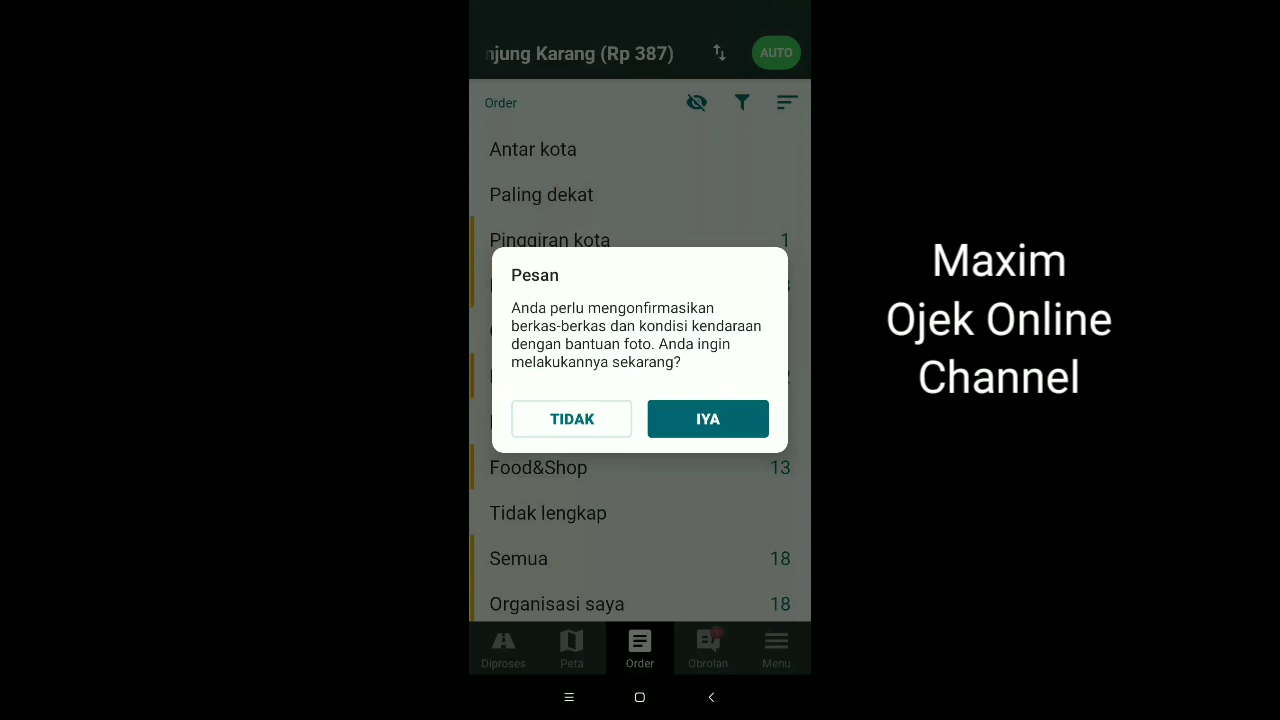 njung Karang (Rp 387)
AUTO
Order
Antar kota
Paling dekat
Pinggiran kota 1
Pesan
Anda perlu mengonfirmasikan
berkas-berkas dan kondisi kendaraan
dengan bantuan foto. Anda ingin
melakukannya sekarang?
TIDAK IYA
Food&Shop 13
Tidak lengkap
Semua 18
Organisasi saya 18
Diproses Peta Order Obrolan Menu
Maxim
Ojek Online
Channel